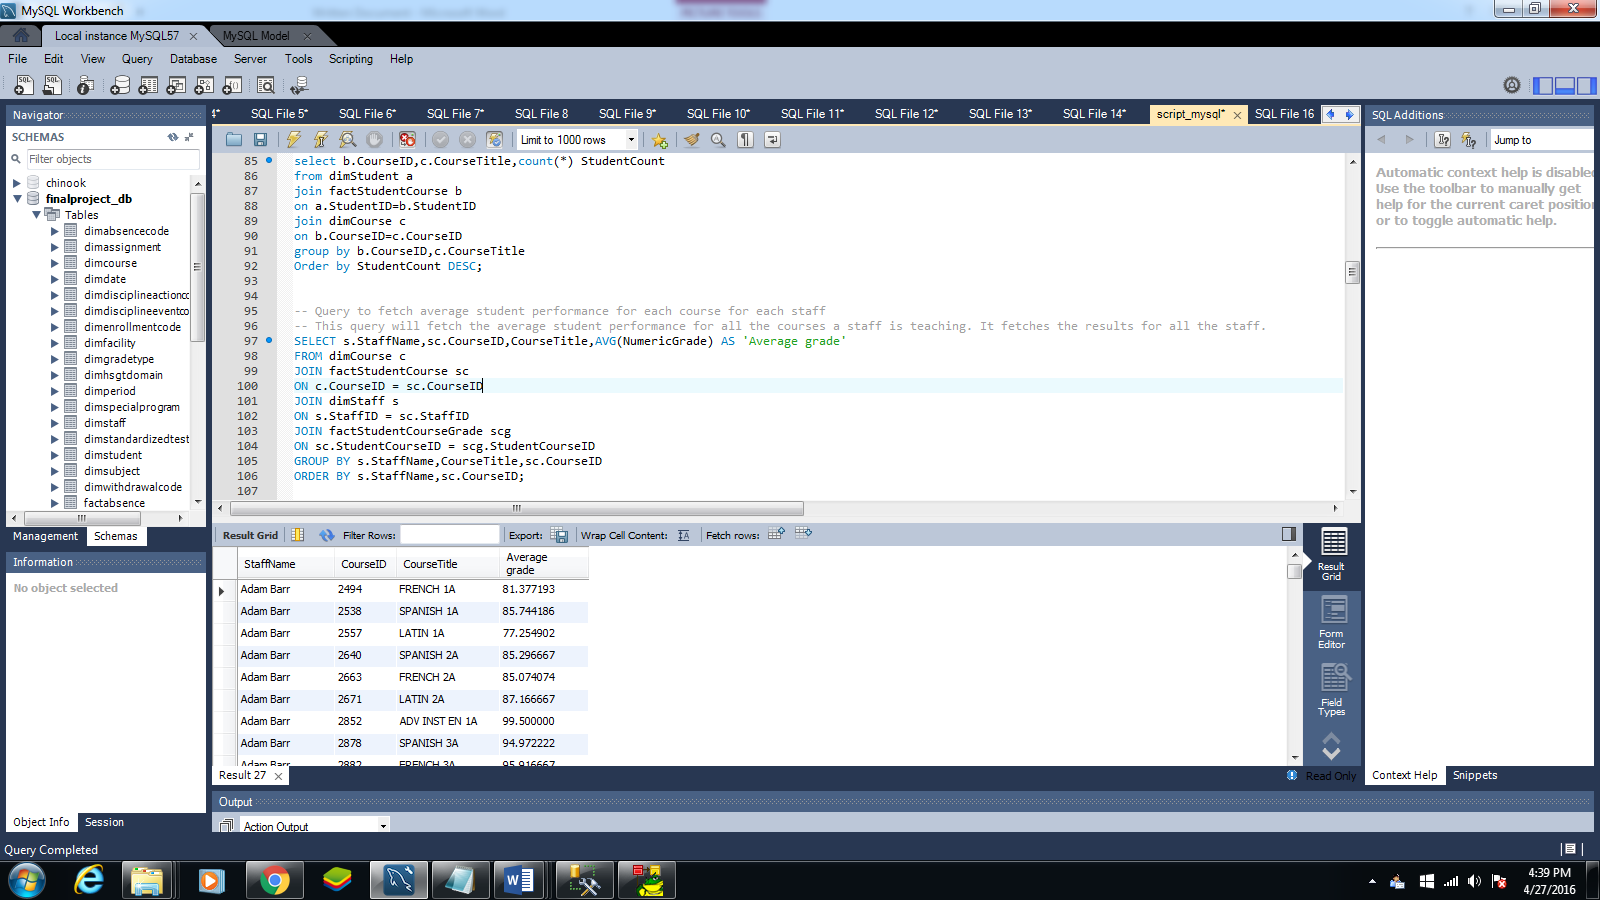 MySQL Workbench
Local instance MySQL57
MySQL Model
File Edit View Query Database Server Tools Scripting Help
Navigator
SCHEMAS
Filter objects
chinook
finalproject_db
Tables
dimabsencecode
dimassignment
dimcourse
dimdate
dimdisciplineactionco
dimdisciplineeventco
dimenrollmentcode
dimfacility
dimgradetype
dimhsgtdomain
dimperiod
dimspecialprogram
dimstaff
dimstandardizedtest
dimstudent
dimsubject
dimwithdrawalcode
factabsence
Management Schemas
Information
No object selected
Object Info Session
4* SQL File 5* SQL File 6* SQL File 7* SQL File 8 SQL File 9* SQL File 10* SQL File 11* SQL File 12* SQL File 13* SQL File 14* script_mysql* SQL File 16
Limit to 1000 rows
85 select b.CourseID,c.CourseTitle,count(*) StudentCount
86 from dimStudent a
87 join factStudentCourse b
88 on a.StudentID=b.StudentID
89 join dimCourse c
90 on b.CourseID=c.CourseID
91 group by b.CourseID,c.CourseTitle
92 Order by StudentCount DESC;
93
94
95 -- Query to fetch average student performance for each course for each staff
96 -- This query will fetch the average student performance for all the courses a staff is teaching. It fetches the results for all the staff.
97 SELECT s.StaffName,sc.CourseID,CourseTitle,AVG(NumericGrade) AS 'Average grade'
98 FROM dimCourse c
99 JOIN factStudentCourse sc
100 ON c.CourseID = sc.CourseID
101 JOIN dimStaff s
102 ON s.StaffID = sc.StaffID
103 JOIN factStudentCourseGrade scg
104 ON sc.StudentCourseID = scg.StudentCourseID
105 GROUP BY s.StaffName,CourseTitle,sc.CourseID
106 ORDER BY s.StaffName,sc.CourseID;
107
Result Grid Filter Rows: Export: Wrap Cell Content: Fetch rows:
StaffName CourseID CourseTitle Average grade
Adam Barr 2494 FRENCH 1A 81.377193
Adam Barr 2538 SPANISH 1A 85.744186
Adam Barr 2557 LATIN 1A 77.254902
Adam Barr 2640 SPANISH 2A 85.296667
Adam Barr 2663 FRENCH 2A 85.074074
Adam Barr 2671 LATIN 2A 87.166667
Adam Barr 2852 ADV INST EN 1A 99.500000
Adam Barr 2878 SPANISH 3A 94.972222
Adam Barr 2882 FRENCH 3A 95.916667
Result Grid
Form Editor
Field Types
Result 27
Read Only
Output
Action Output
SQL Additions
Jump to
Automatic context help is disabled
Use the toolbar to manually get
help for the current caret position
or to toggle automatic help.
Context Help Snippets
Query Completed
4:39 PM
4/27/2016